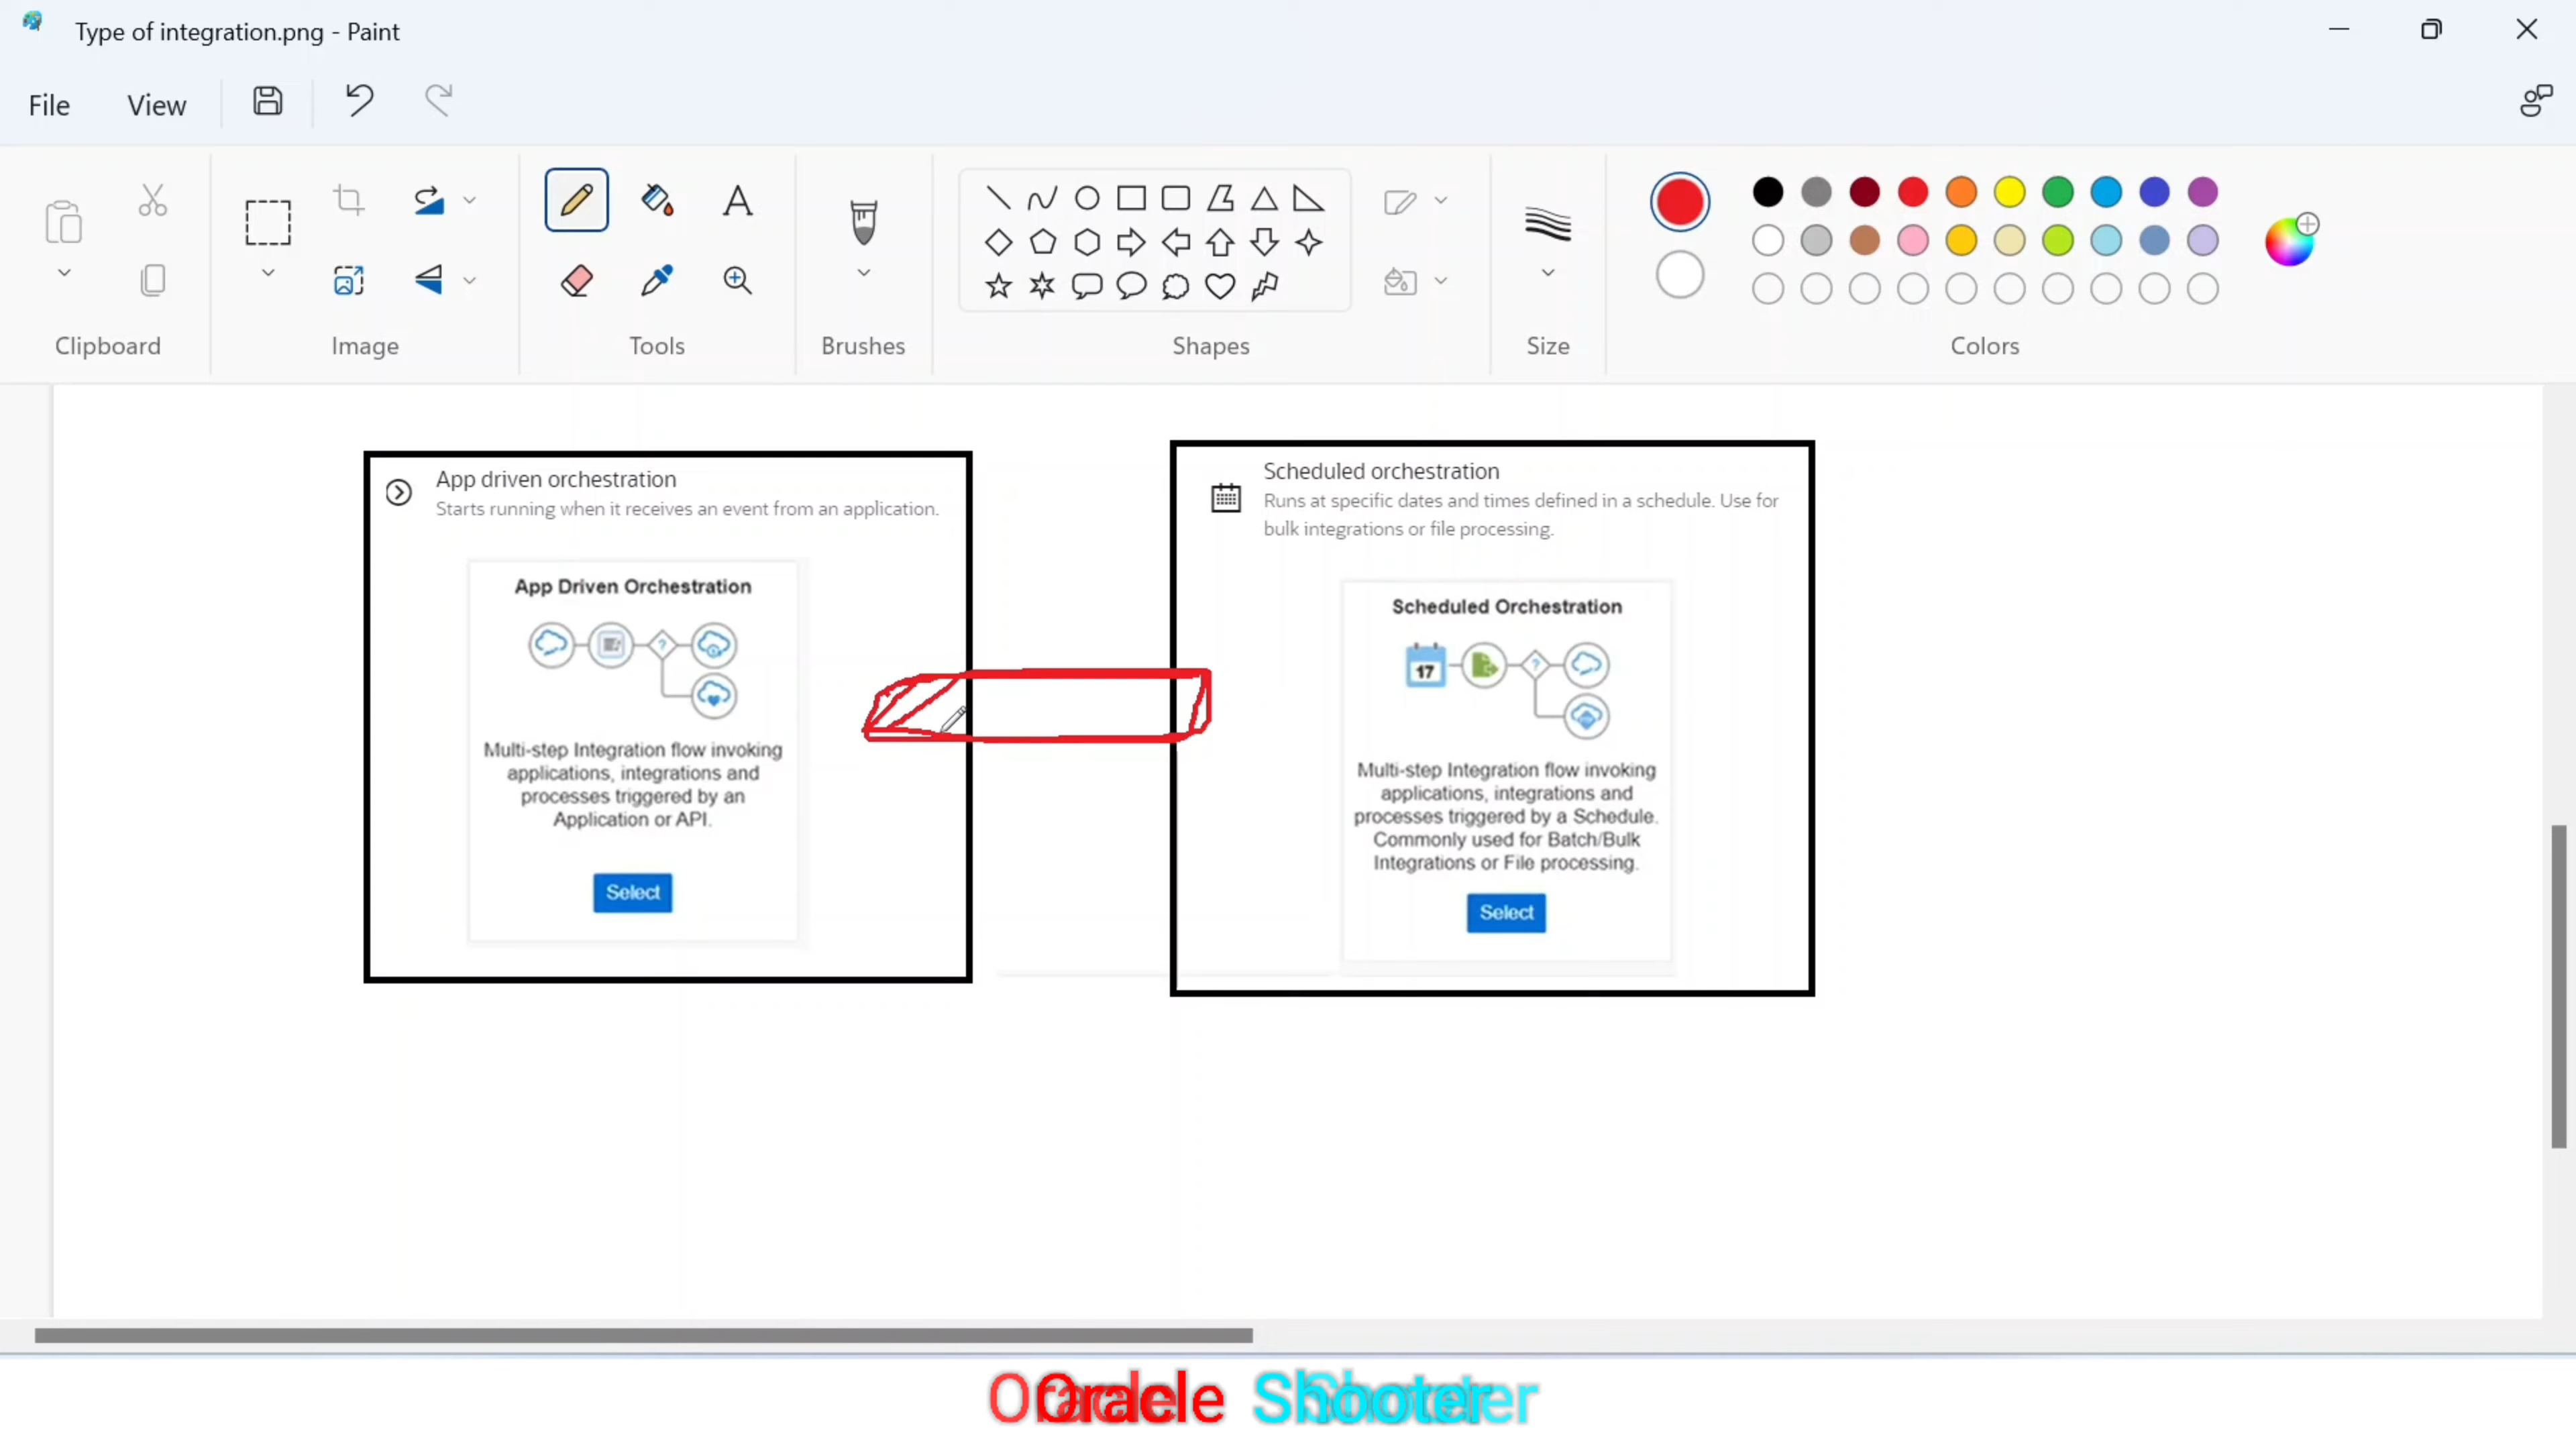 Type of integration.png - Paint
File View
Clipboard Image Tools Brushes Shapes Size Colors
App driven orchestration
Starts running when it receives an event from an application.
App Driven Orchestration
?
Multi-step Integration flow invoking
applications, integrations and
processes triggered by an
Application or API.
Select
Scheduled orchestration
Runs at specific dates and times defined in a schedule. Use for
bulk integrations or file processing.
Scheduled Orchestration
17 ?
Multi-step Integration flow invoking
applications, integrations and
processes triggered by a Schedule.
Commonly used for Batch/Bulk
Integrations or File processing.
Select
Oracle Shooter